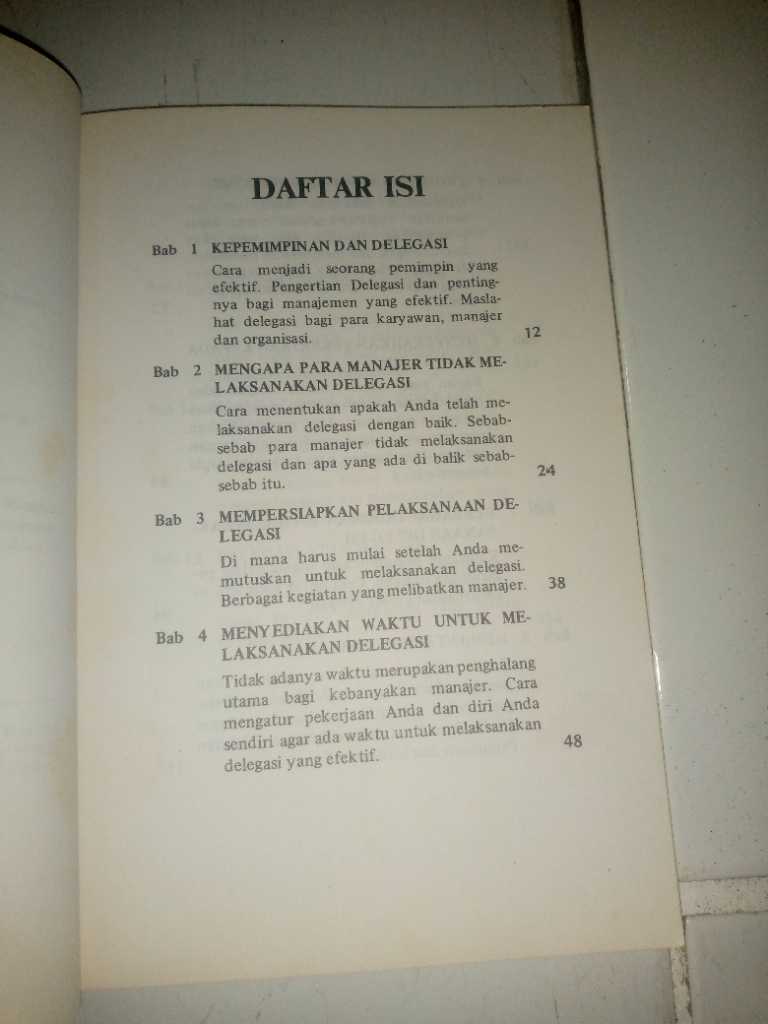 DAFTAR ISI
Bab 1 KEPEMIMPINAN DAN DELEGASI
Cara menjadi seorang pemimpin yang
efektif. Pengertian Delegasi dan penting-
nya bagi manajemen yang efektif. Masla-
hat delegasi bagi para karyawan, manajer
dan organisasi. 12
Bab 2 MENGAPA PARA MANAJER TIDAK ME-
LAKSANAKAN DELEGASI
Cara menentukan apakah Anda telah me-
laksanakan delegasi dengan baik. Sebab-
sebab para manajer tidak melaksanakan
delegasi dan apa yang ada di balik sebab-
sebab itu. 24
Bab 3 MEMPERSIAPKAN PELAKSANAAN DE-
LEGASI
Di mana harus mulai setelah Anda me-
mutuskan untuk melaksanakan delegasi.
Berbagai kegiatan yang melibatkan manajer. 38
Bab 4 MENYEDIAKAN WAKTU UNTUK ME-
LAKSANAKAN DELEGASI
Tidak adanya waktu merupakan penghalang
utama bagi kebanyakan manajer. Cara
mengatur pekerjaan Anda dan diri Anda
sendiri agar ada waktu untuk melaksanakan
delegasi yang efektif. 48